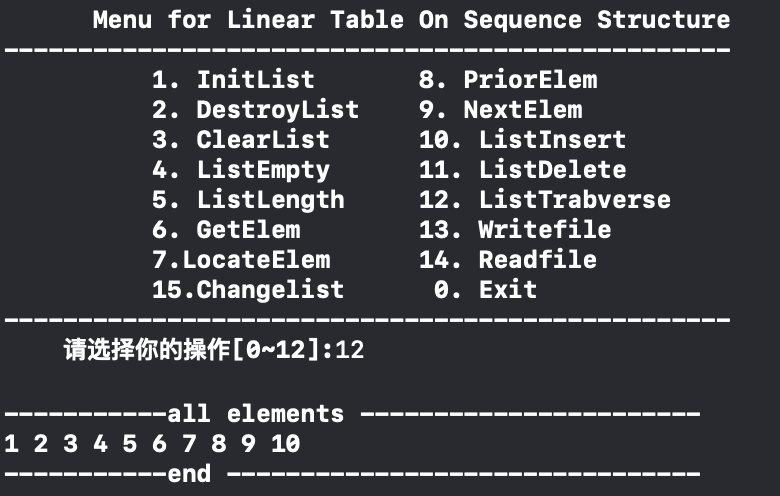 Menu for Linear Table On Sequence Structure
-------------------------------------------------
1. InitList 8. PriorElem
2. DestroyList 9. NextElem
3. ClearList 10. ListInsert
4. ListEmpty 11. ListDelete
5. ListLength 12. ListTrabverse
6. GetElem 13. Writefile
7.LocateElem 14. Readfile
15.Changelist 0. Exit
-------------------------------------------------
请选择你的操作[0~12]:12
-----------all elements -----------------------
1 2 3 4 5 6 7 8 9 10
-----------end --------------------------------